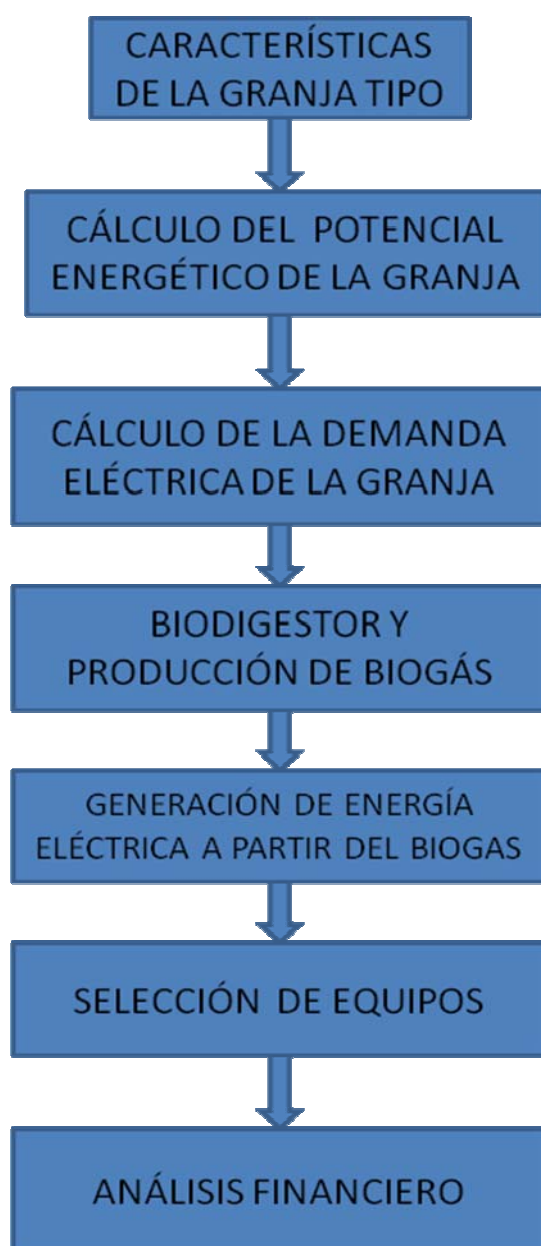 CARACTERÍSTICAS
DE LA GRANJA TIPO
CÁLCULO DEL POTENCIAL
ENERGÉTICO DE LA GRANJA
CÁLCULO DE LA DEMANDA
ELÉCTRICA DE LA GRANJA
BIODIGESTOR Y
PRODUCCIÓN DE BIOGÁS
GENERACIÓN DE ENERGÍA
ELÉCTRICA A PARTIR DEL BIOGAS
SELECCIÓN DE EQUIPOS
ANÁLISIS FINANCIERO